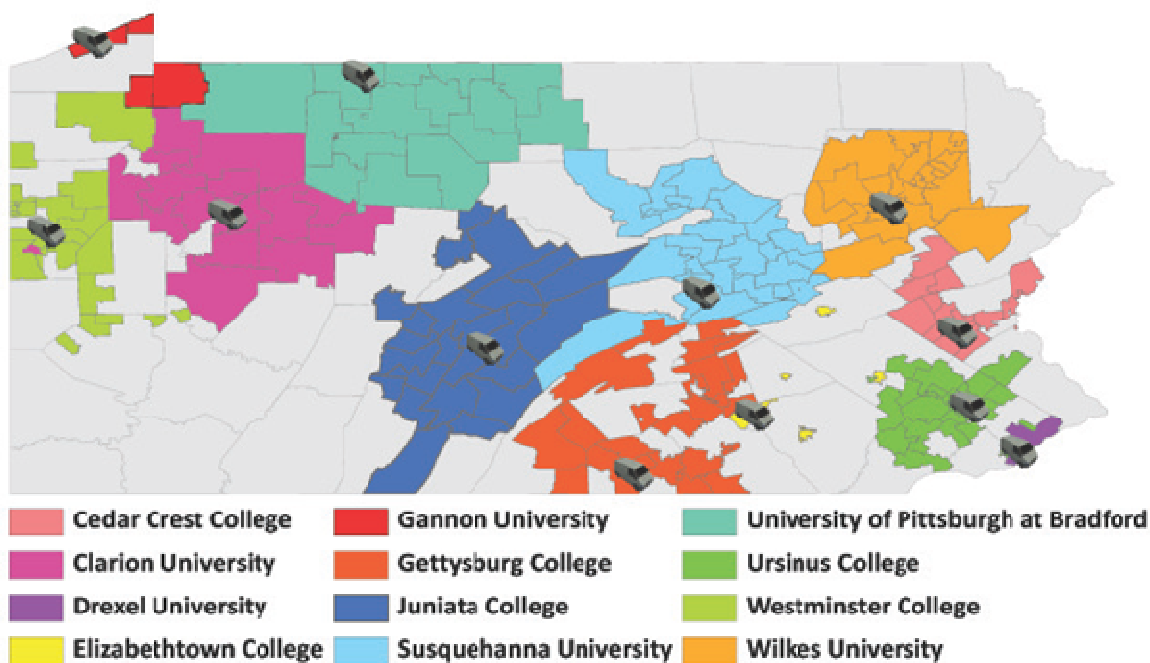 Cedar Crest College Gannon University University of Pittsburgh at Bradford
Clarion University Gettysburg College Ursinus College
Drexel University Juniata College Westminster College
Elizabethtown College Susquehanna University Wilkes University